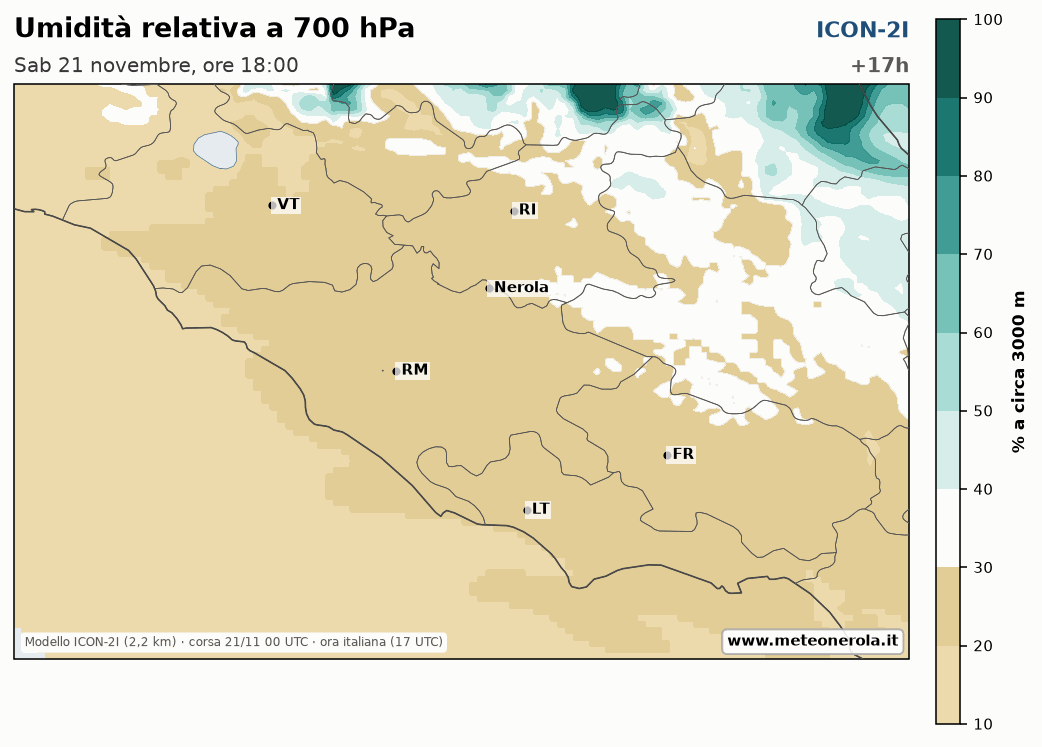 Umidità relativa a 700 hPa
ICON-2I
Sab 21 novembre, ore 18:00
+17h
VT
RI
Nerola
RM
FR
LT
Modello ICON-2I (2,2 km) · corsa 21/11 00 UTC · ora italiana (17 UTC)
www.meteonerola.it
100
90
80
70
60
50
40
30
20
10
% a circa 3000 m